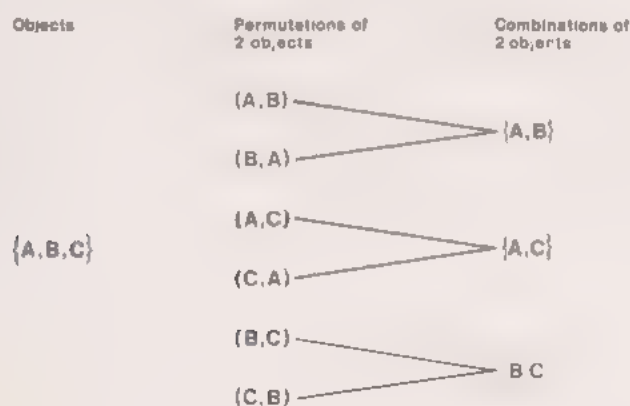 Objects
Permutations of
2 objects
Combinations of
2 objects
(A,B)
{A,B}
(B,A)
(A,C)
{A,B,C}
{A,C}
(C,A)
(B,C)
B C
(C,B)